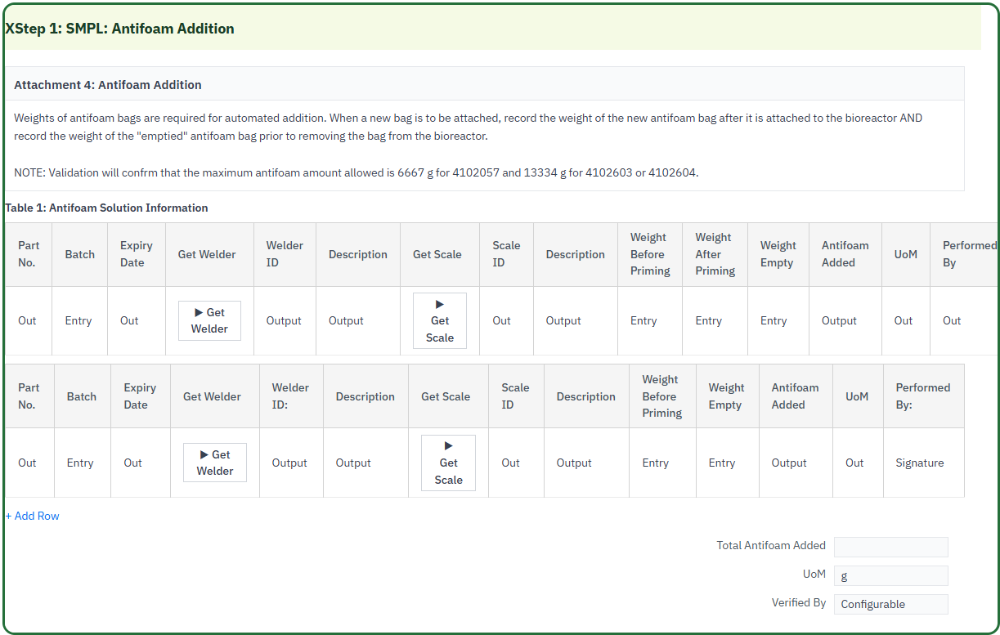 XStep 1: SMPL: Antifoam Addition
Attachment 4: Antifoam Addition
Weights of antifoam bags are required for automated addition. When a new bag is to be attached, record the weight of the new antifoam bag after it is attached to the bioreactor AND
record the weight of the "emptied" antifoam bag prior to removing the bag from the bioreactor.
NOTE: Validation will confrm that the maximum antifoam amount allowed is 6667 g for 4102057 and 13334 g for 4102603 or 4102604.
Table 1: Antifoam Solution Information
Part No. Batch Expiry Date Get Welder Welder ID Description Get Scale Scale ID Description Weight Before Priming Weight After Priming Weight Empty Antifoam Added UoM Performed By
Out Entry Out ▶ Get Welder Output Output ▶ Get Scale Out Output Entry Entry Entry Output Out Out
Part No. Batch Expiry Date Get Welder Welder ID: Description Get Scale Scale ID Description Weight Before Priming Weight Empty Antifoam Added UoM Performed By:
Out Entry Out ▶ Get Welder Output Output ▶ Get Scale Out Output Entry Entry Output Out Signature
+ Add Row
Total Antifoam Added
UoM g
Verified By Configurable